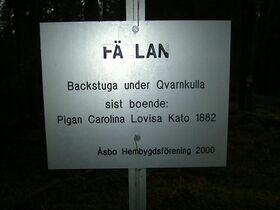 FÄ LAN
Backstuga under Qvarnkulla
sist boende:
Pigan Carolina Lovisa Kato 1882
Åsbo Hembygdsförening 2000